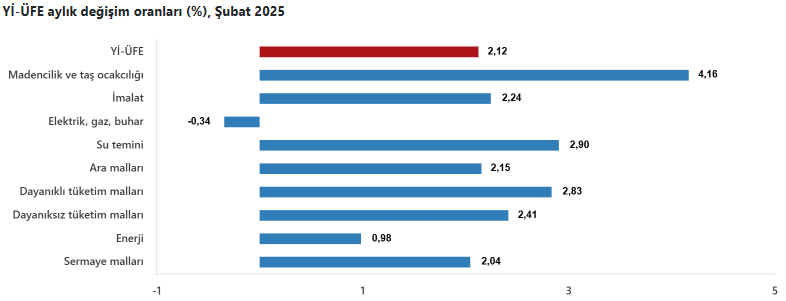 Yİ-ÜFE aylık değişim oranları (%), Şubat 2025
Yİ-ÜFE 2,12
Madencilik ve taş ocakcılığı 4,16
İmalat 2,24
Elektrik, gaz, buhar -0,34
Su temini 2,90
Ara malları 2,15
Dayanıklı tüketim malları 2,83
Dayanıksız tüketim malları 2,41
Enerji 0,98
Sermaye malları 2,04
-1 1 3 5